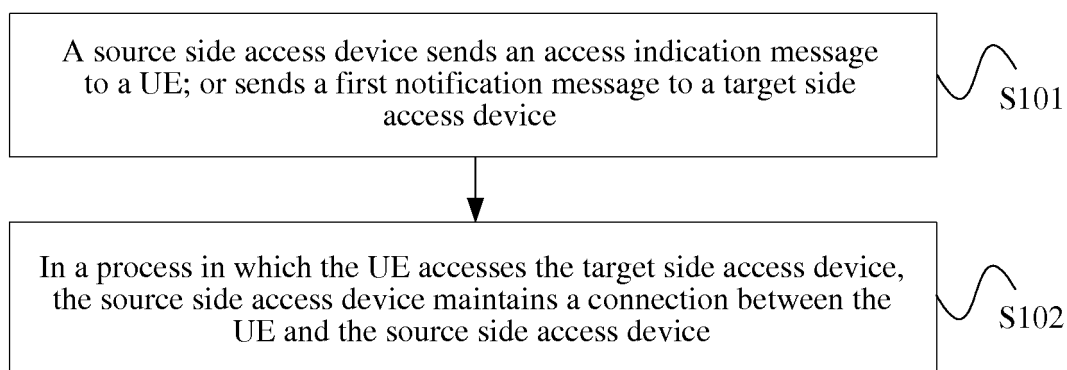 A source side access device sends an access indication message
to a UE; or sends a first notification message to a target side
access device
S101
In a process in which the UE accesses the target side access device,
the source side access device maintains a connection between the
UE and the source side access device
S102